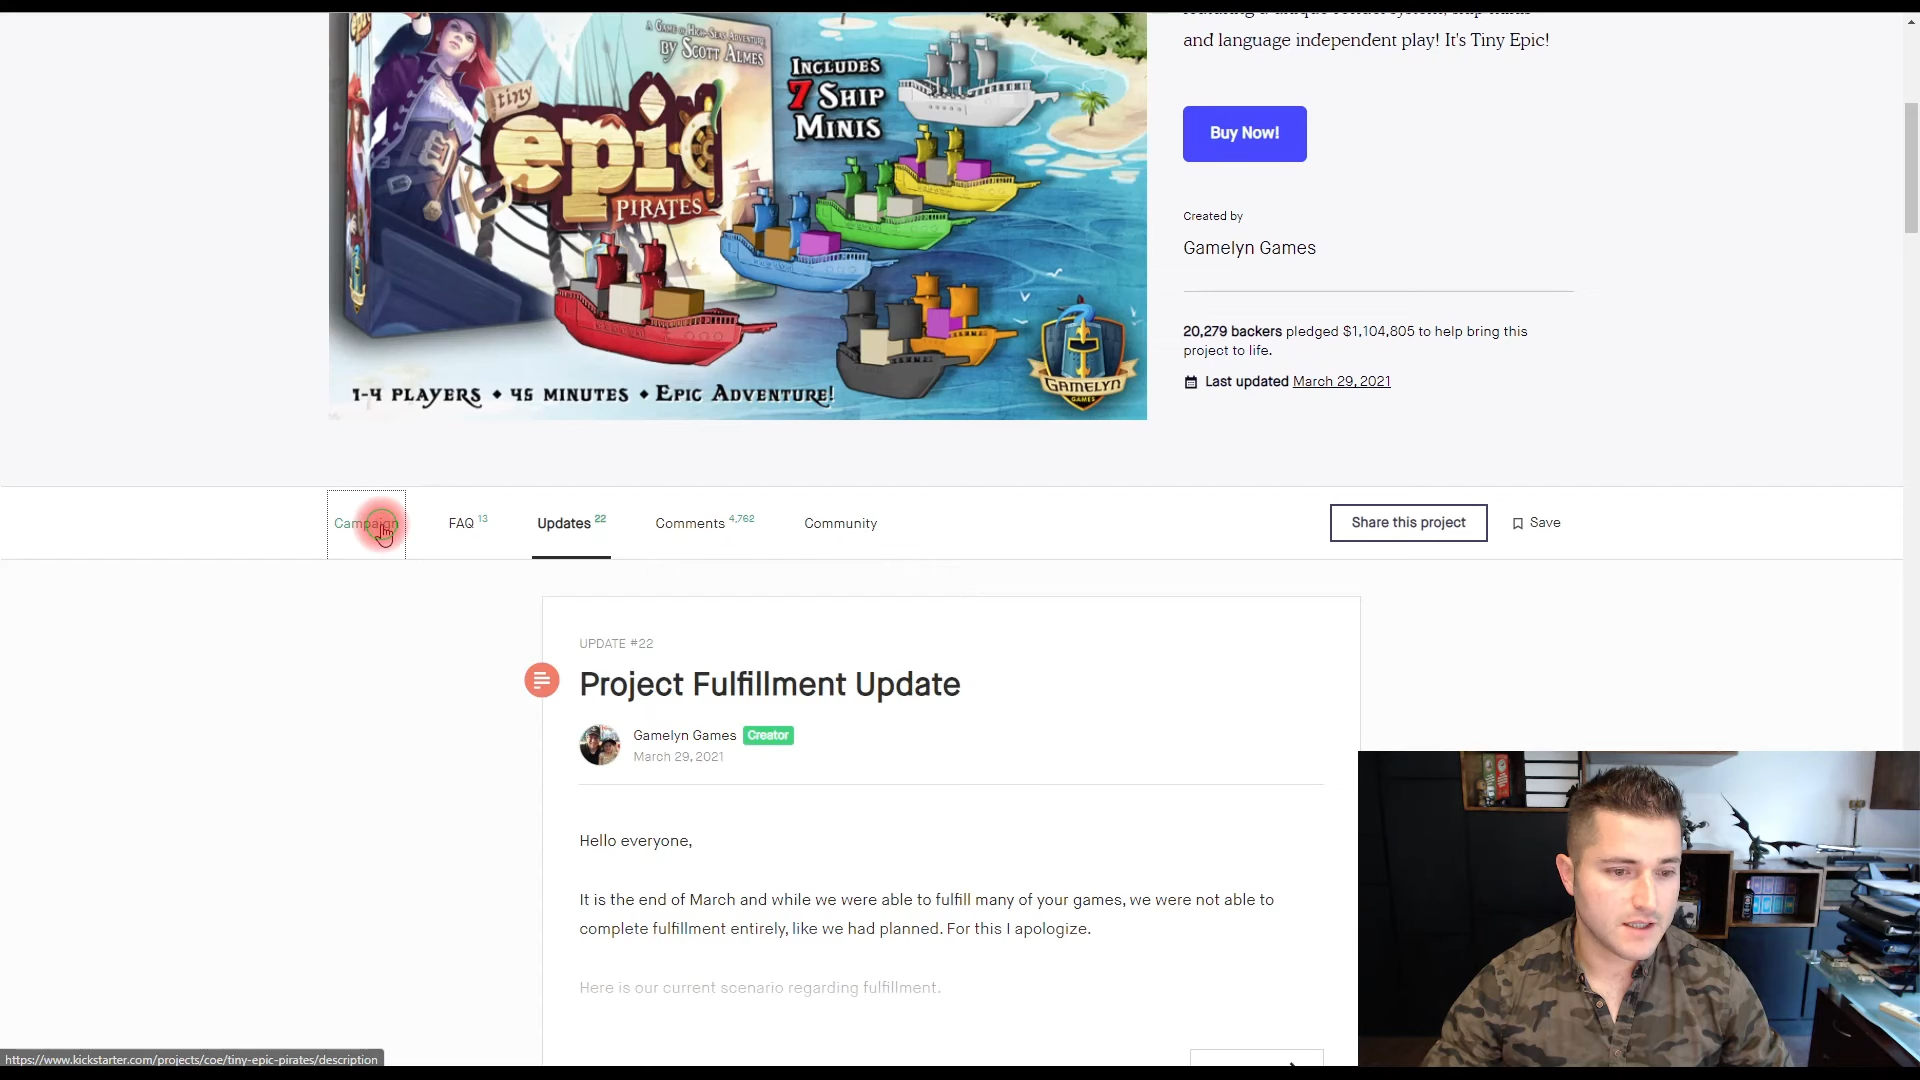 and language independent play! It's Tiny Epic!
A Game of High-Seas Adventure
by Scott Almes
Includes
7 Ship
Minis
tiny
epic
PIRATES
GAMELYN
GAMES
1-4 Players ♦ 45 Minutes ♦ Epic Adventure!
Buy Now!
Created by
Gamelyn Games
20,279 backers pledged $1,104,805 to help bring this
project to life.
Last updated March 29, 2021
Campaign
FAQ 13
Updates 22
Comments 4,762
Community
Share this project
Save
UPDATE #22
Project Fulfillment Update
Gamelyn Games Creator
March 29, 2021
Hello everyone,
It is the end of March and while we were able to fulfill many of your games, we were not able to
complete fulfillment entirely, like we had planned. For this I apologize.
Here is our current scenario regarding fulfillment.
https://www.kickstarter.com/projects/coe/tiny-epic-pirates/description